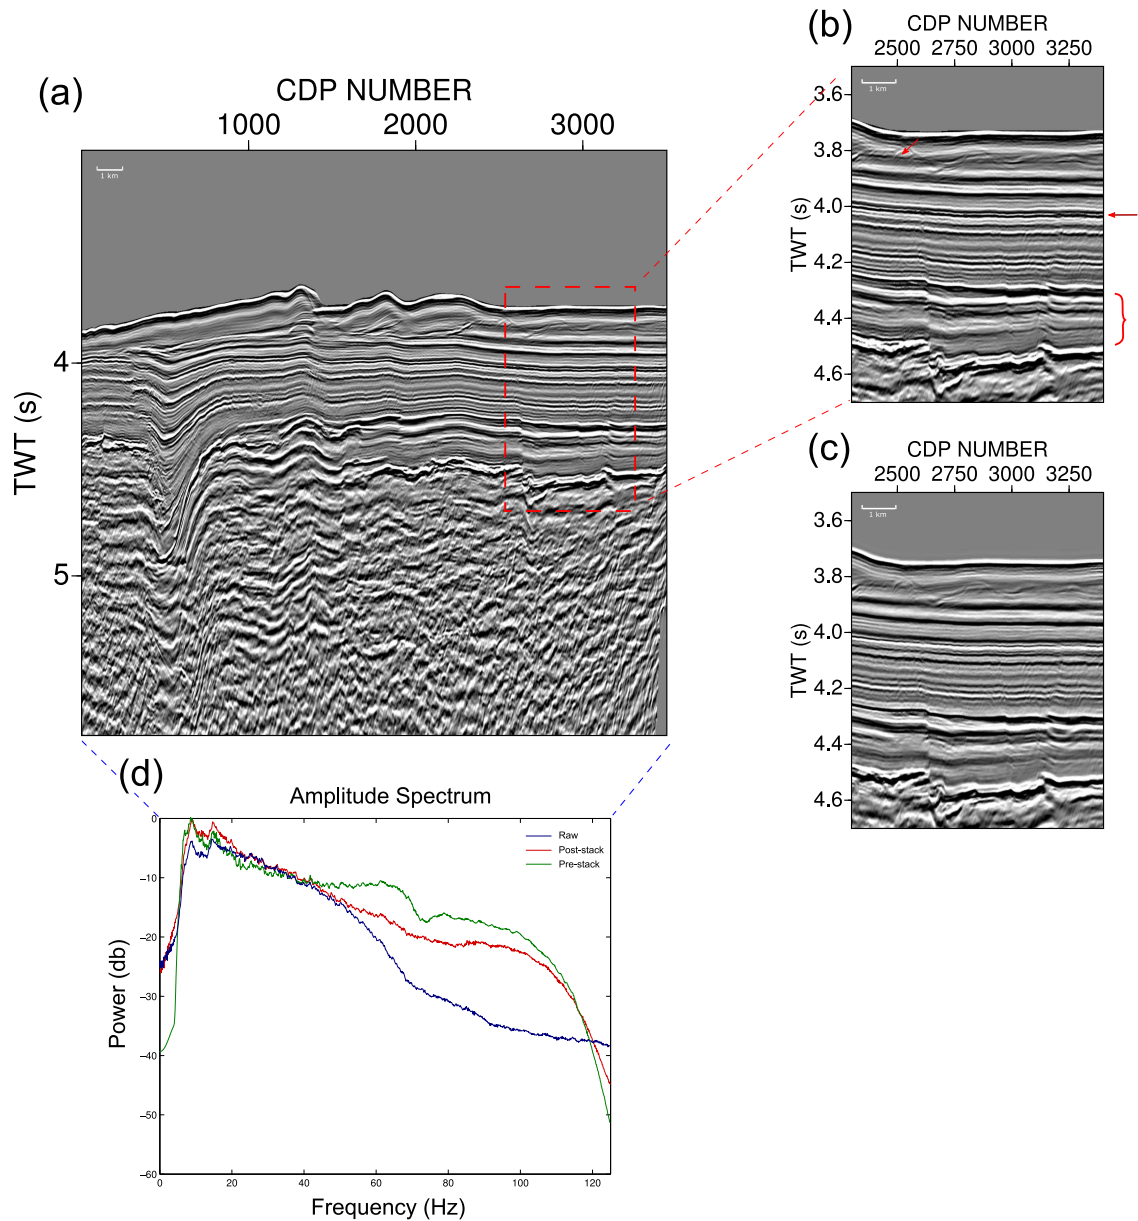 (a)
CDP NUMBER
1000 2000 3000
1 km
TWT (s)
4
5
(b)
CDP NUMBER
2500 2750 3000 3250
1 km
TWT (s)
3.6
3.8
4.0
4.2
4.4
4.6
(c)
CDP NUMBER
2500 2750 3000 3250
1 km
TWT (s)
3.6
3.8
4.0
4.2
4.4
4.6
(d)
Amplitude Spectrum
Raw
Post-stack
Pre-stack
Power (db)
0
−10
−20
−30
−40
−50
−60
0 20 40 60 80 100 120
Frequency (Hz)